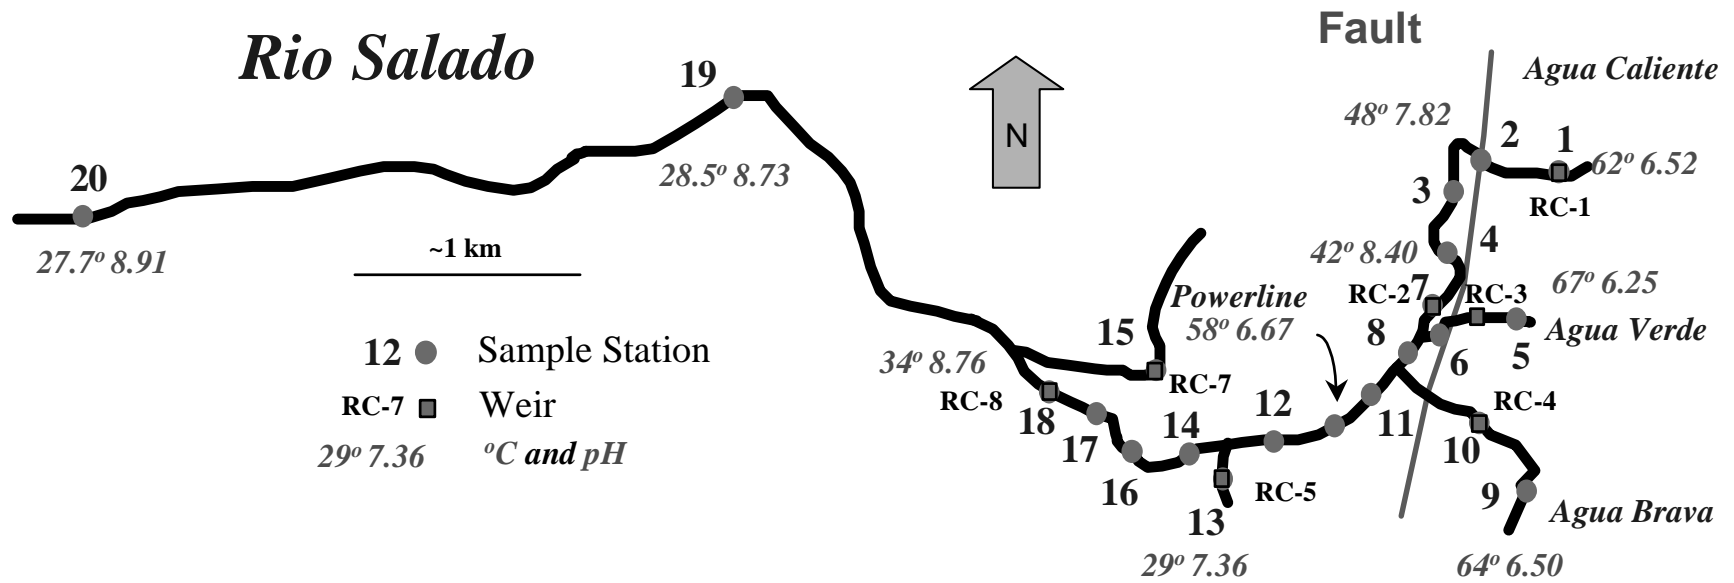 Rio Salado
Fault
Agua Caliente
19
48º 7.82
2
1
62º 6.52
20
28.5º 8.73
N
3
RC-1
27.7º 8.91
~1 km
42º 8.40
4
67º 6.25
Powerline
58º 6.67
RC-2
7
RC-3
Agua Verde
15
8
6
5
12 Sample Station
34º 8.76
RC-7
RC-8
RC-4
RC-7 Weir
18
12
11
10
17
14
29º 7.36 ºC and pH
16
RC-5
9
13
Agua Brava
29º 7.36
64º 6.50